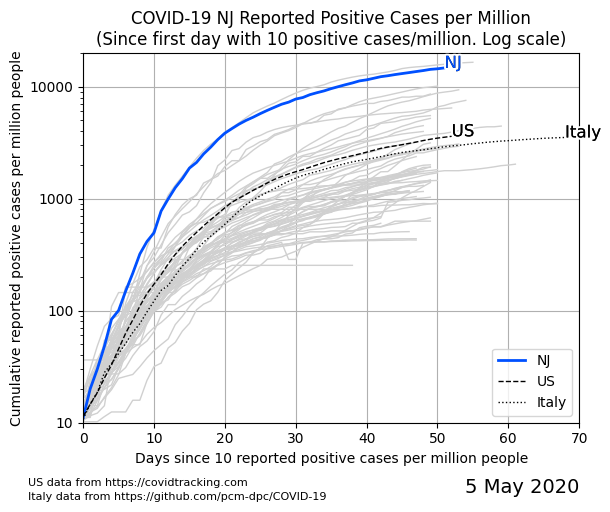 COVID-19 NJ Reported Positive Cases per Million
(Since first day with 10 positive cases/million. Log scale)
Cumulative reported positive cases per million people
10000
1000
100
10
NJ
US
Italy
NJ
US
Italy
0 10 20 30 40 50 60 70
Days since 10 reported positive cases per million people
US data from https://covidtracking.com
Italy data from https://github.com/pcm-dpc/COVID-19
5 May 2020